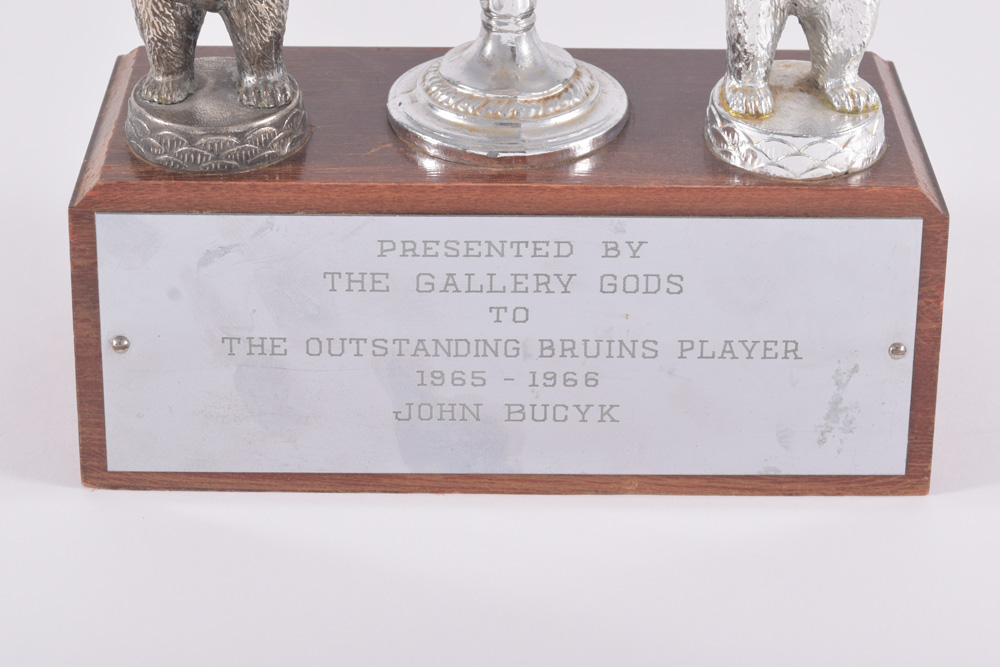 PRESENTED BY
THE GALLERY GODS
TO
THE OUTSTANDING BRUINS PLAYER
1965 - 1966
JOHN BUCYK